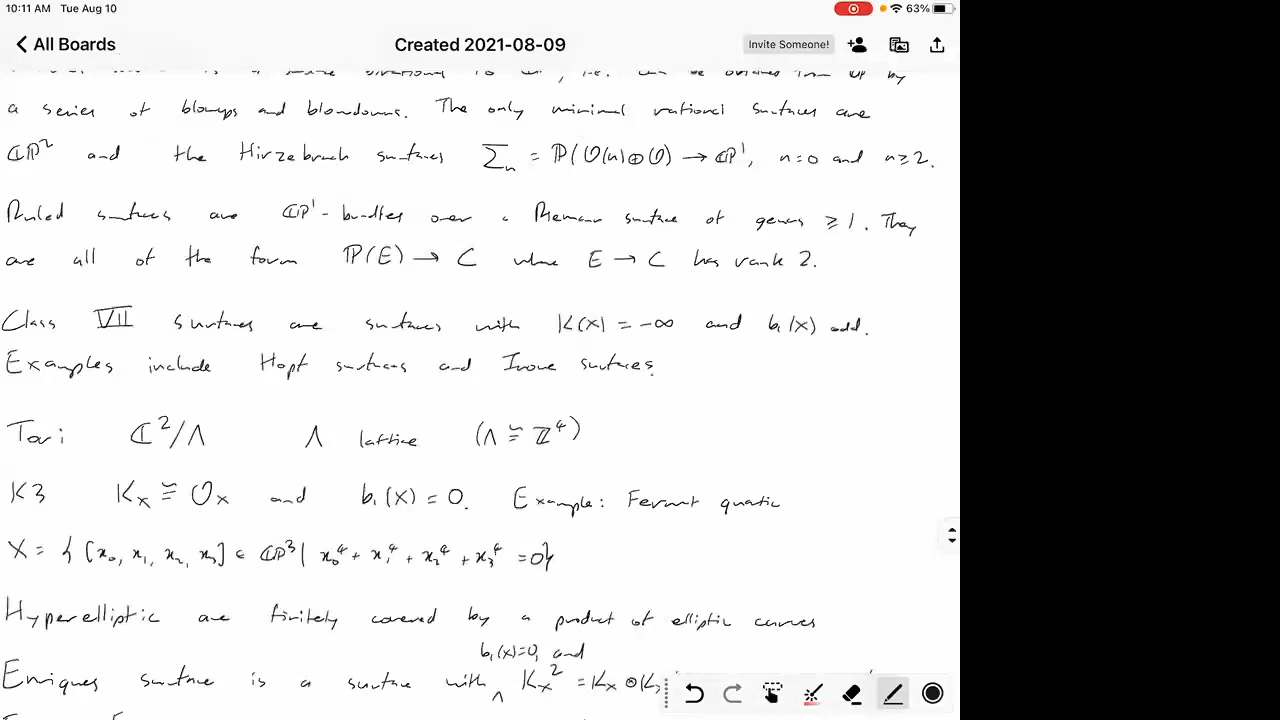 10:11 AM Tue Aug 10
63%
All Boards
Created 2021-08-09
Invite Someone!
by
a series of blowups and blowdowns. The only minimal rational surfaces are
ℂℙ² and the Hirzebruch surfaces Σₙ = ℙ(O(n)⊕O) → ℂℙ¹, n=0 and n≥2.
Ruled surfaces are ℂℙ¹-bundles over a Riemann surface of genus ≥1. They
are all of the form ℙ(E) → C where E → C has rank 2.
Class VII surfaces are surfaces with K(X) = -∞ and b₁(X) odd.
Examples include Hopf surfaces and Inoue surfaces.
Tori ℂ²/Λ Λ lattice (Λ ≅ ℤ⁴)
K3 K_X ≅ O_X and b₁(X) = 0. Example: Fermat quartic
X = {[x₀, x₁, x₂, x₃] ∈ ℂℙ³ | x₀⁴ + x₁⁴ + x₂⁴ + x₃⁴ = 0}
Hyperelliptic are finitely covered by a product of elliptic curves
b₁(X)=0, and
Enriques surface is a surface with ^ K_X² = K_X ⊗